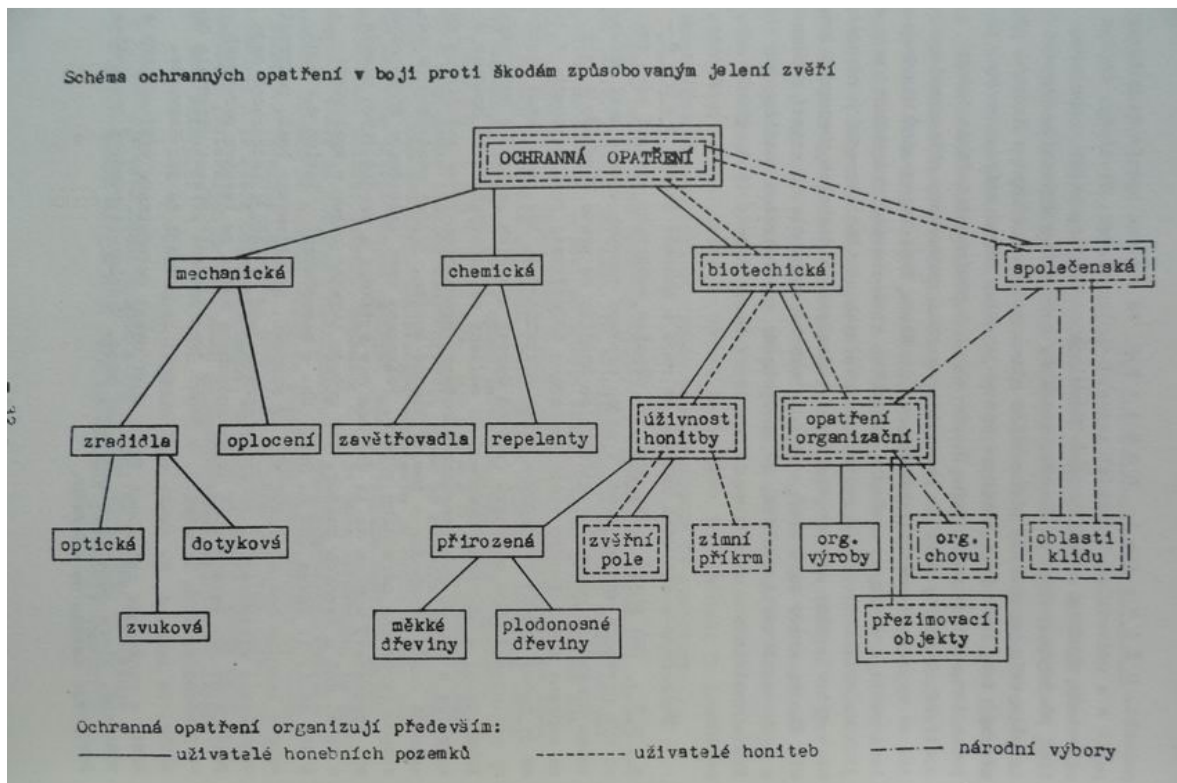 Schéma ochranných opatření v boji proti škodám způsobovaným jelení zvěří
OCHRANNÁ OPATŘENÍ
mechanická
chemická
biotechická
společenská
zradidla
oplocení
zavětřovadla
repelenty
úživnost
honitby
opatření
organizační
optická
dotyková
přirozená
zvěřní
pole
zimní
příkrm
org.
výroby
org.
chovu
oblasti
klidu
zvuková
měkké
dřeviny
plodonosné
dřeviny
přezimovací
objekty
Ochranná opatření organizují především:
uživatelé honebních pozemků
uživatelé honiteb
národní výbory